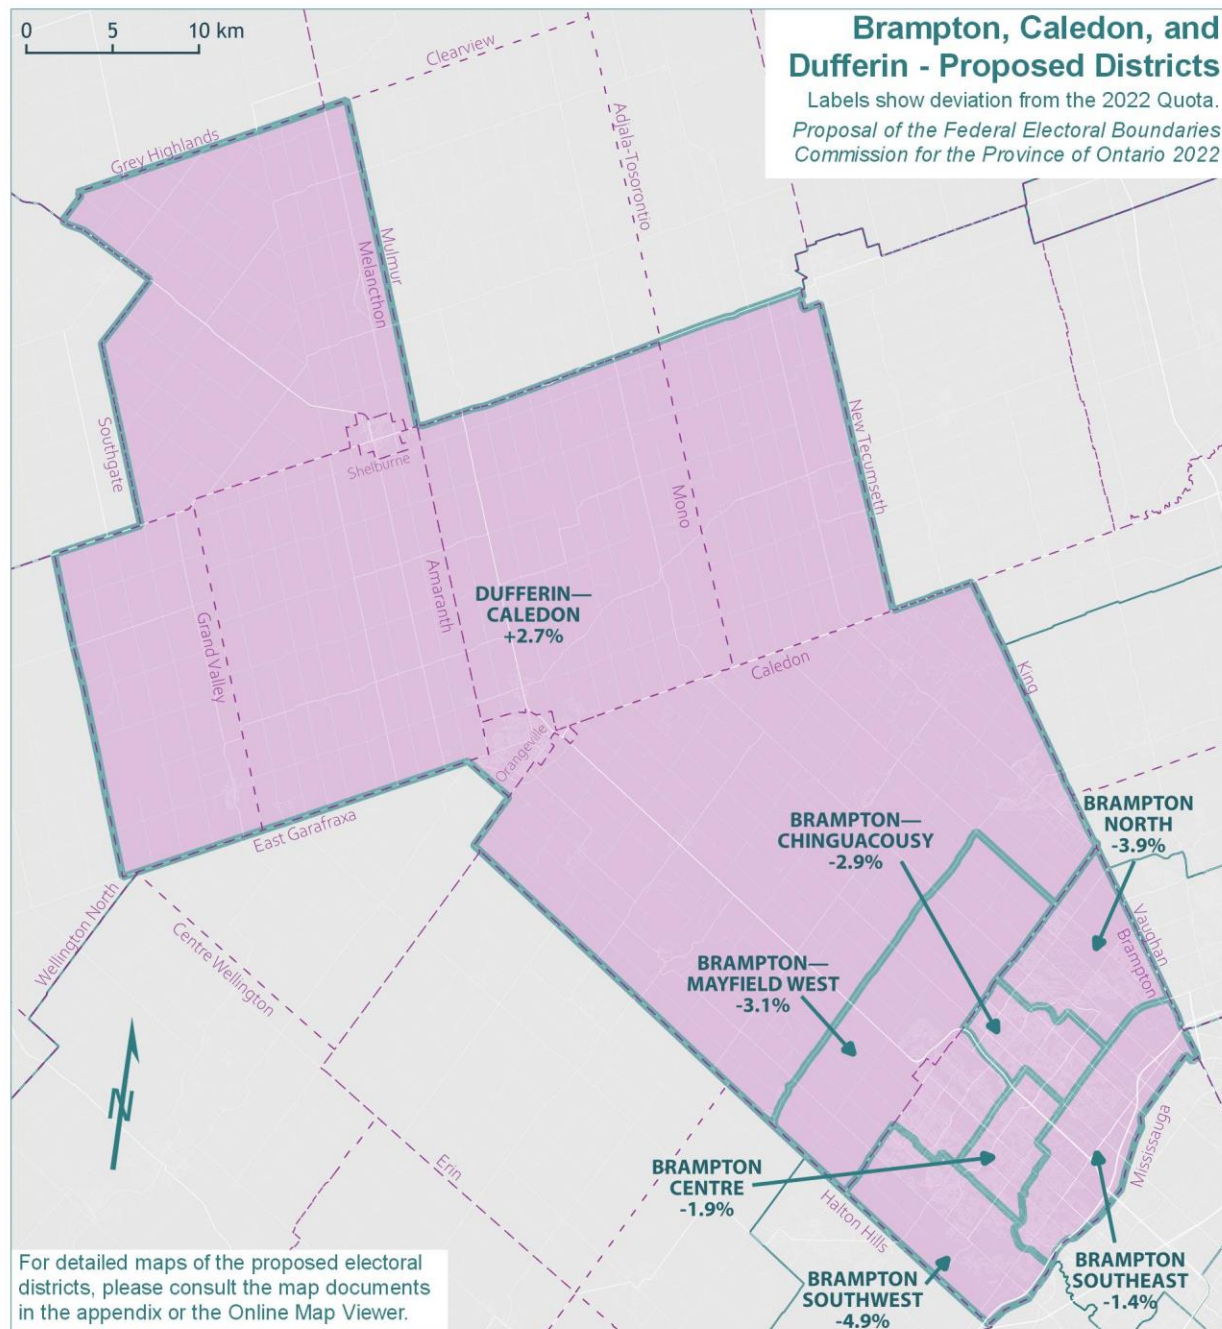 0 5 10 km
Brampton, Caledon, and
Dufferin - Proposed Districts
Labels show deviation from the 2022 Quota.
Proposal of the Federal Electoral Boundaries
Commission for the Province of Ontario 2022
Clearview
Grey Highlands
Adjala-Tosorontio
Mulmur
Melancthon
Southgate
Shelburne
New Tecumseth
Mono
Amaranth
Grand Valley
DUFFERIN—
CALEDON
+2.7%
Caledon
King
Orangeville
East Garafraxa
BRAMPTON
NORTH
-3.9%
BRAMPTON—
CHINGUACOUSY
-2.9%
Wellington North
Centre Wellington
Vaughan
Brampton
BRAMPTON—
MAYFIELD WEST
-3.1%
N
Erin
Mississauga
BRAMPTON
CENTRE
-1.9%
Halton Hills
BRAMPTON
SOUTHWEST
-4.9%
BRAMPTON
SOUTHEAST
-1.4%
For detailed maps of the proposed electoral
districts, please consult the map documents
in the appendix or the Online Map Viewer.